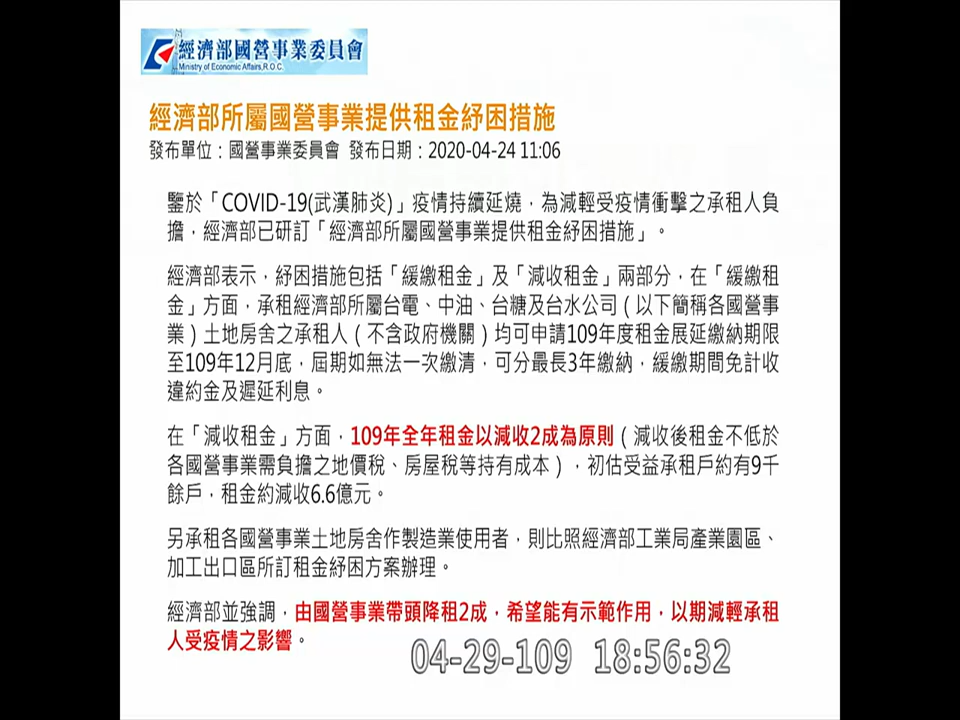 經濟部國營事業委員會
Ministry of Economic Affairs,R.O.C.
經濟部所屬國營事業提供租金紓困措施
發布單位：國營事業委員會 發布日期：2020-04-24 11:06
鑒於「COVID-19(武漢肺炎)」疫情持續延燒，為減輕受疫情衝擊之承租人負
擔，經濟部已研訂「經濟部所屬國營事業提供租金紓困措施」。
經濟部表示，紓困措施包括「緩繳租金」及「減收租金」兩部分，在「緩繳租
金」方面，承租經濟部所屬台電、中油、台糖及台水公司（以下簡稱各國營事
業）土地房舍之承租人（不含政府機關）均可申請109年度租金展延繳納期限
至109年12月底，屆期如無法一次繳清，可分最長3年繳納，緩繳期間免計收
違約金及遲延利息。
在「減收租金」方面，109年全年租金以減收2成為原則（減收後租金不低於
各國營事業需負擔之地價稅、房屋稅等持有成本），初估受益承租戶約有9千
餘戶，租金約減收6.6億元。
另承租各國營事業土地房舍作製造業使用者，則比照經濟部工業局產業園區、
加工出口區所訂租金紓困方案辦理。
經濟部並強調，由國營事業帶頭降租2成，希望能有示範作用，以期減輕承租
人受疫情之影響。
04-29-109 18:56:32